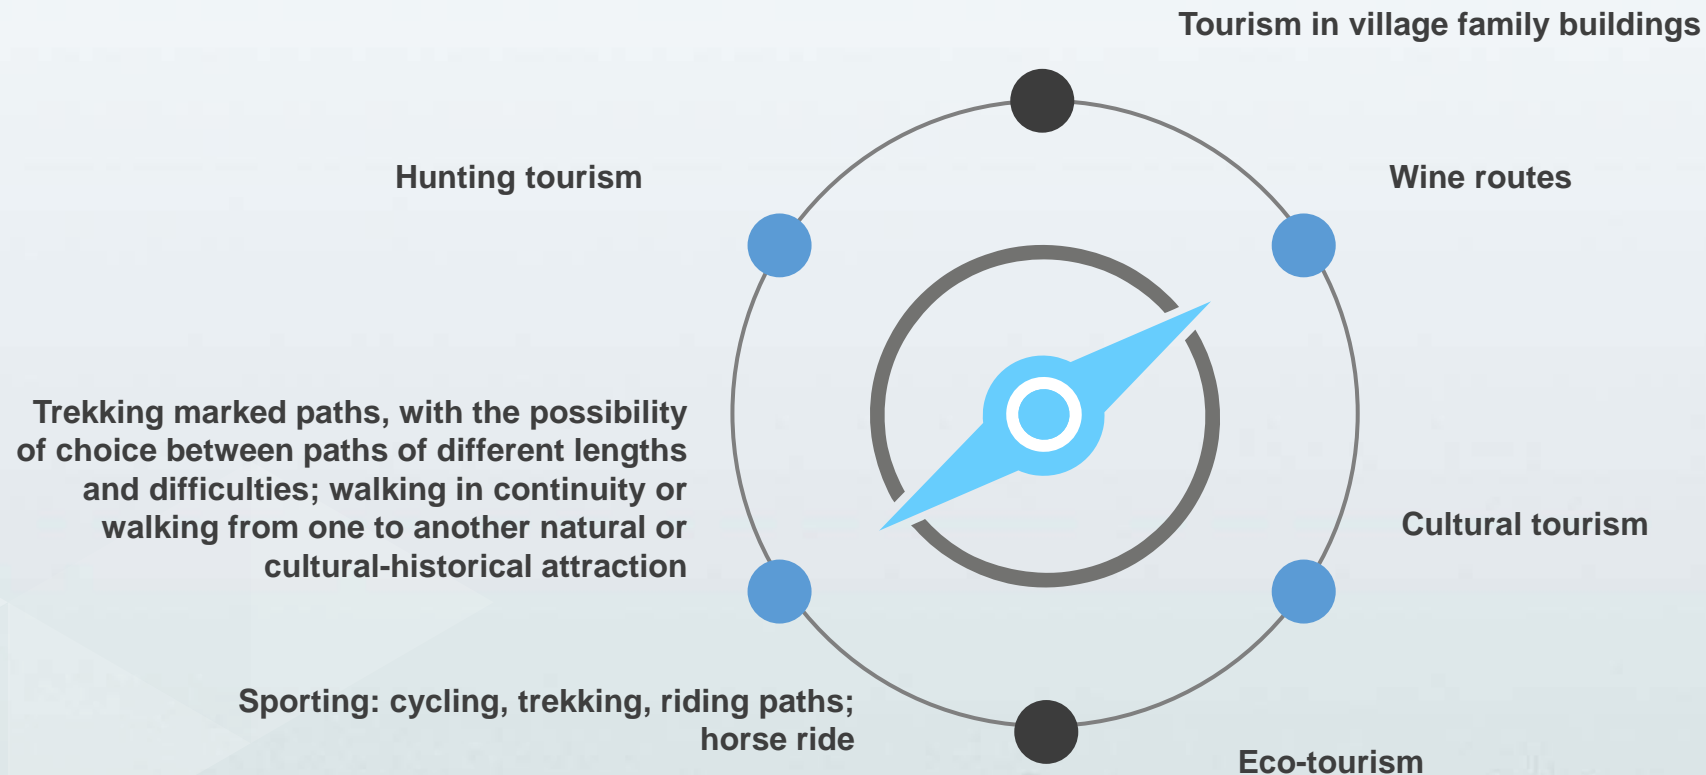 Tourism in village family buildings
Hunting tourism
Wine routes
Trekking marked paths, with the possibility
of choice between paths of different lengths
and difficulties; walking in continuity or
walking from one to another natural or
cultural-historical attraction
Cultural tourism
Sporting: cycling, trekking, riding paths;
horse ride
Eco-tourism